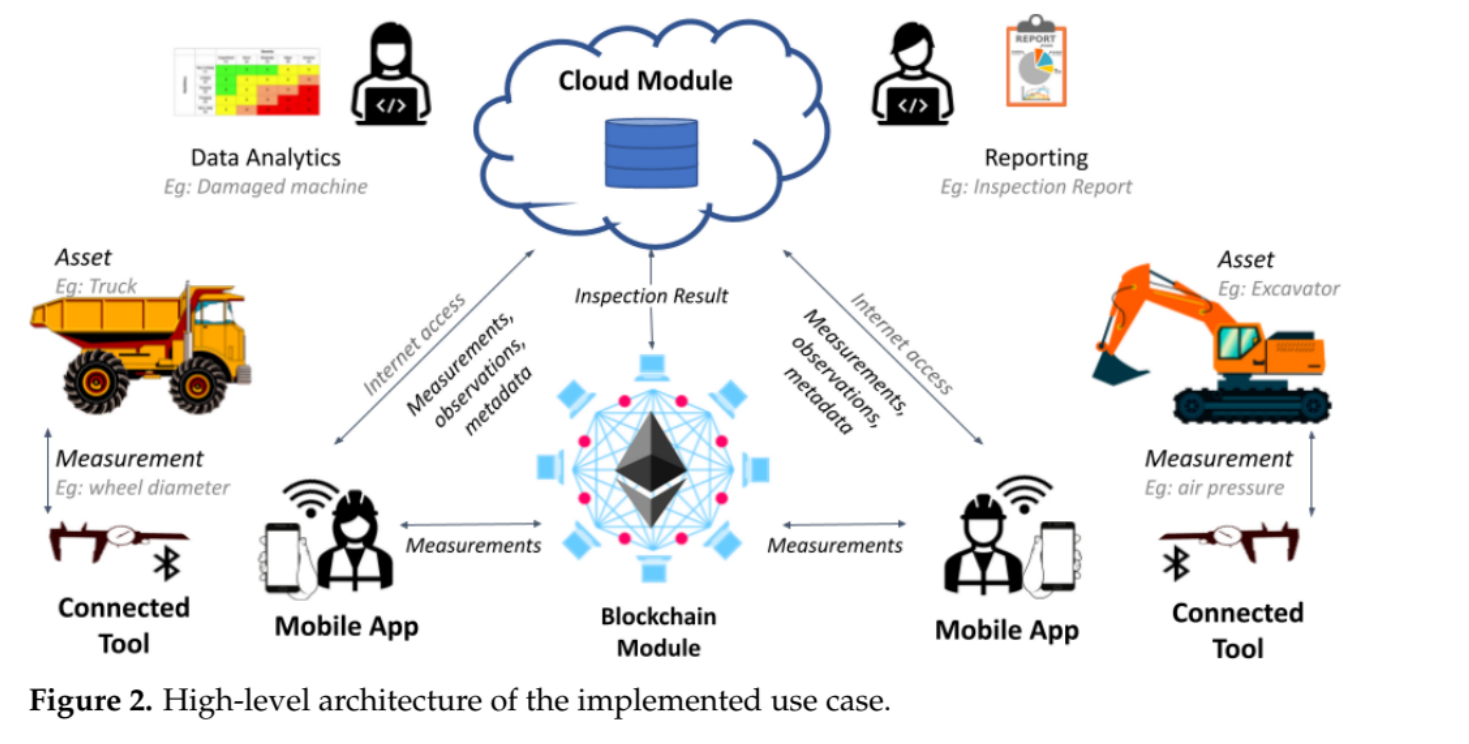 Cloud Module
REPORT
</>
</>
Data Analytics
Eg: Damaged machine
Reporting
Eg: Inspection Report
Asset
Eg: Truck
Asset
Eg: Excavator
Internet access
Measurements,
observations,
metadata
Inspection Result
Internet access
Measurements,
observations,
metadata
Measurement
Eg: wheel diameter
Measurement
Eg: air pressure
Measurements
Measurements
Connected
Tool
Mobile App
Blockchain
Module
Mobile App
Connected
Tool
Figure 2. High-level architecture of the implemented use case.